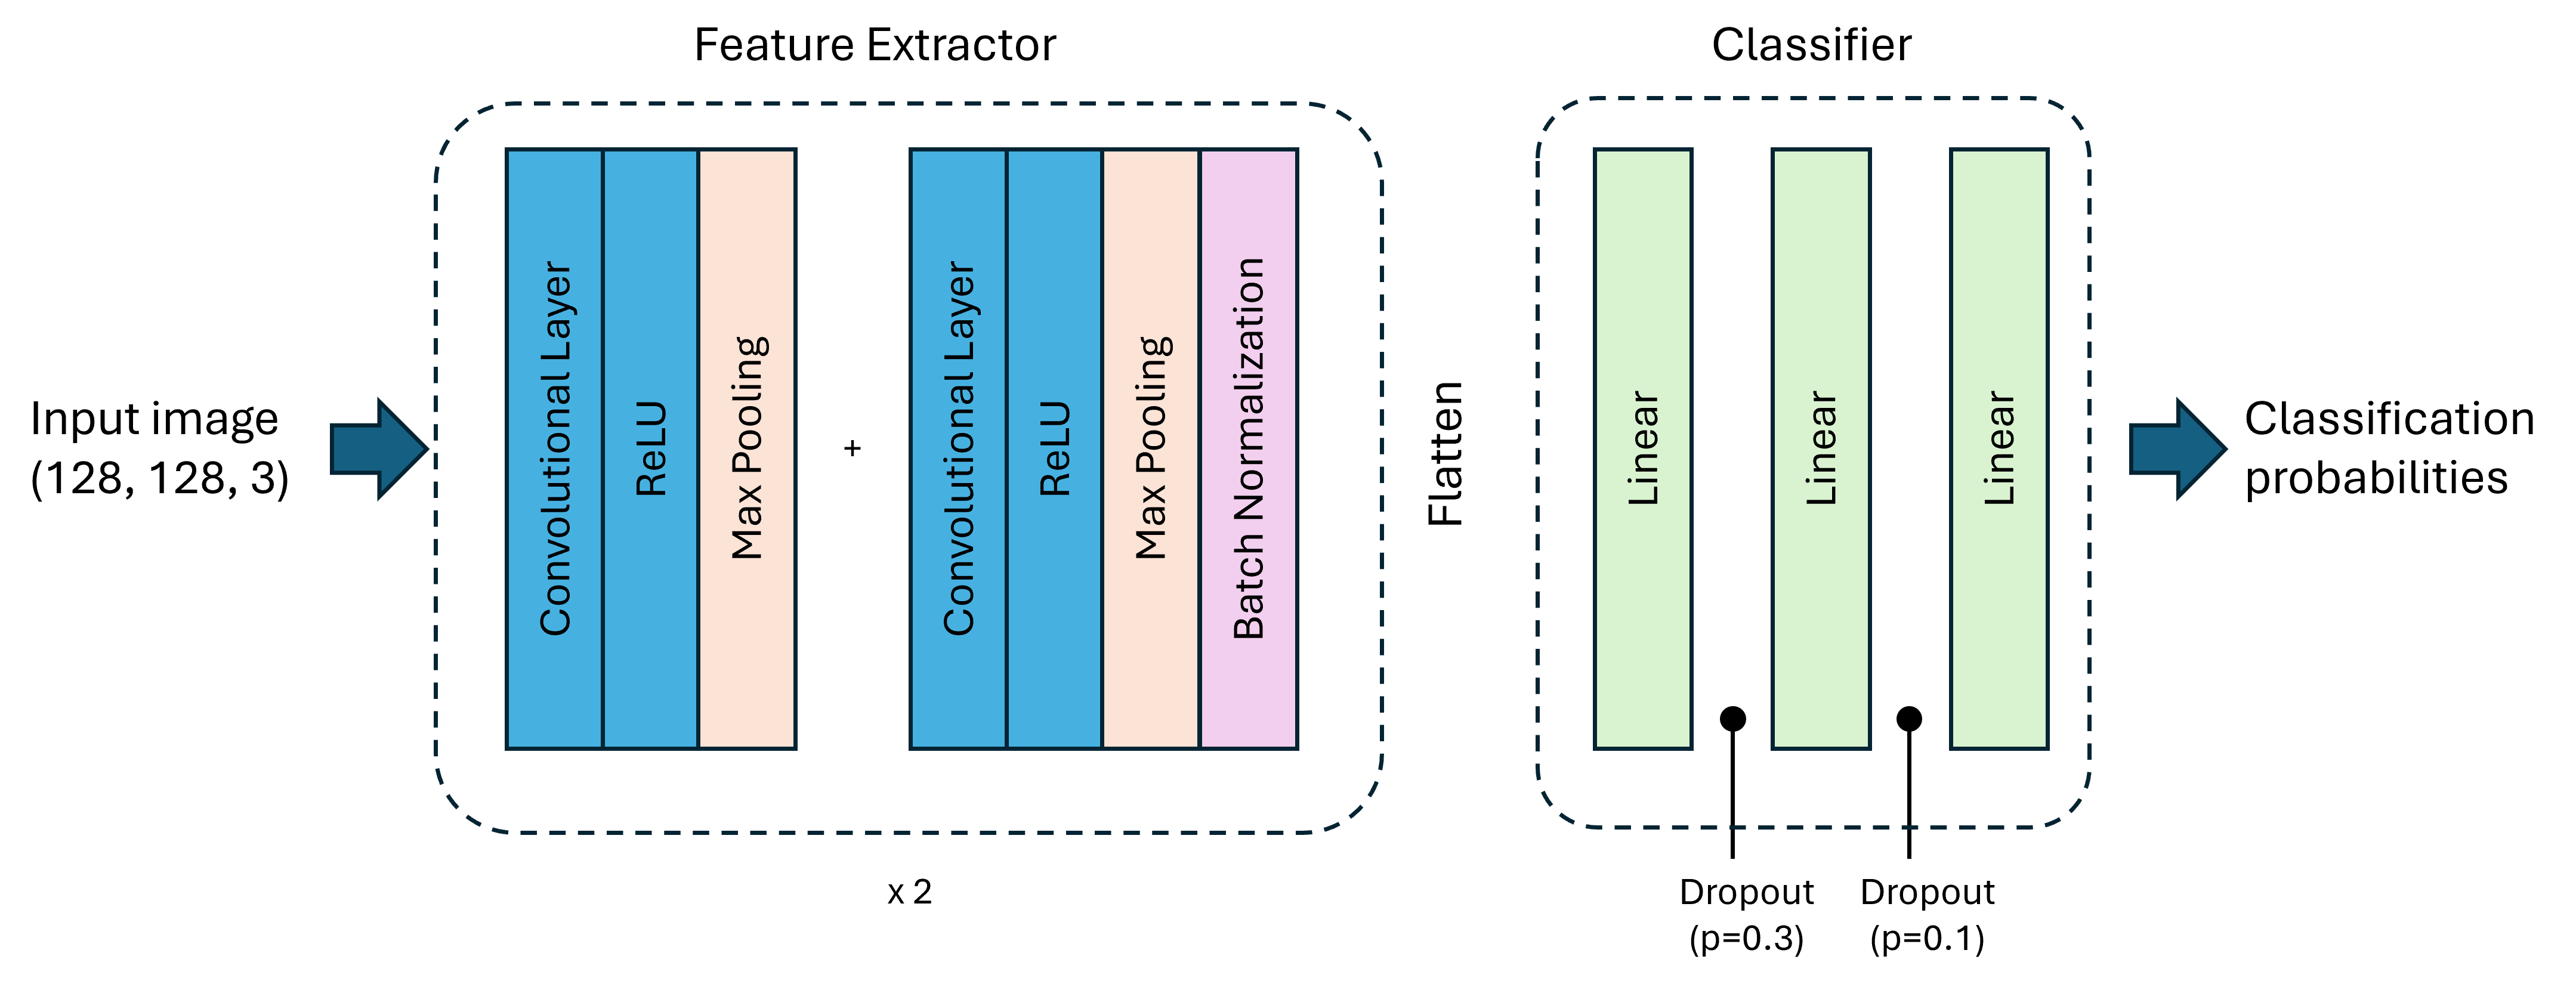 Feature Extractor
Classifier
Input image
(128, 128, 3)
Convolutional Layer
ReLU
Max Pooling
+
Convolutional Layer
ReLU
Max Pooling
Batch Normalization
x 2
Flatten
Linear
Linear
Linear
Dropout
(p=0.3)
Dropout
(p=0.1)
Classification
probabilities